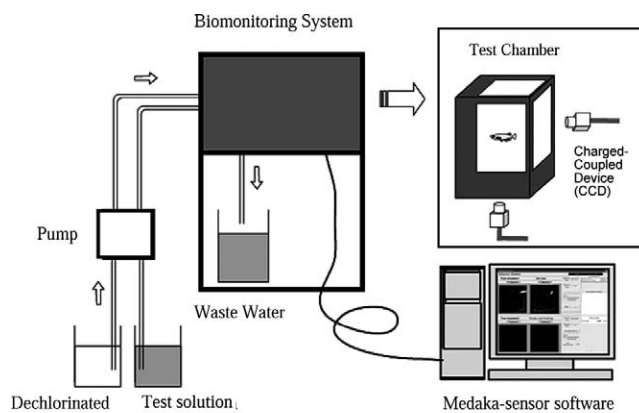 Biomonitoring System
Test Chamber
Charged-
Coupled
Device
(CCD)
Pump
Waste Water
Dechlorinated
Test solution
Medaka-sensor software